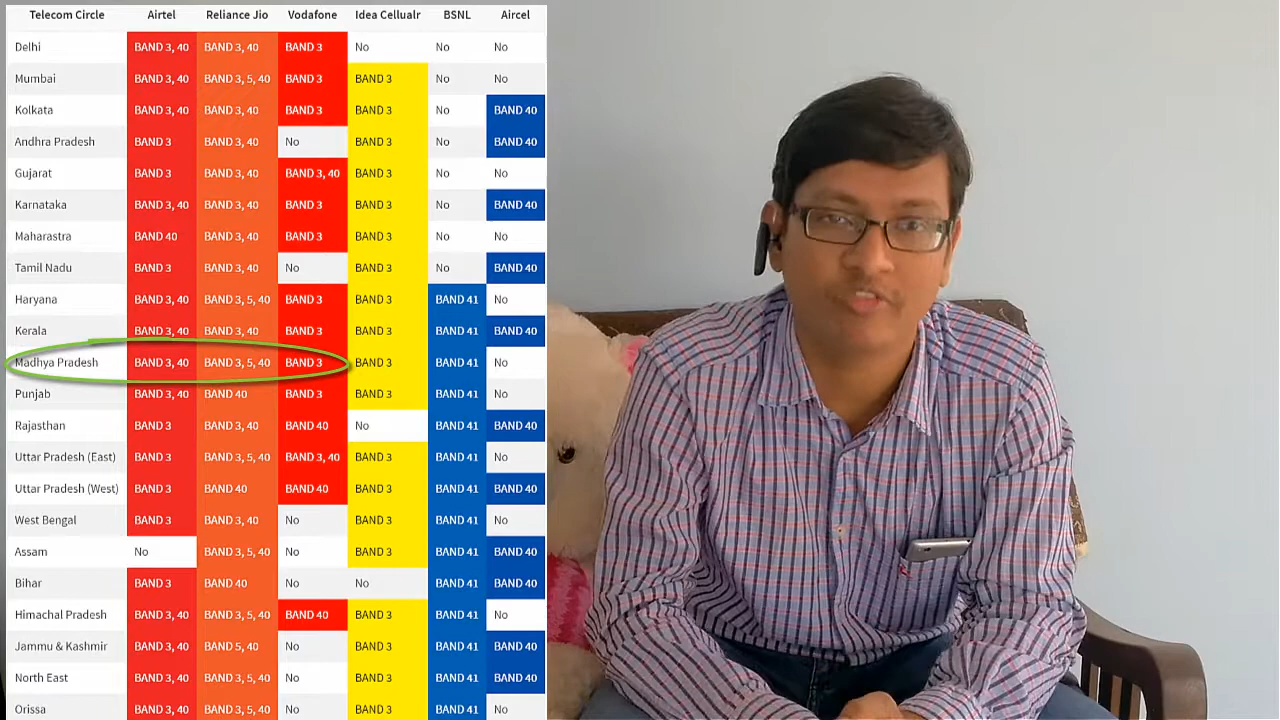 Telecom Circle Airtel Reliance Jio Vodafone Idea Cellualr BSNL Aircel
Delhi BAND 3, 40 BAND 3, 40 BAND 3 No No No
Mumbai BAND 3, 40 BAND 3, 5, 40 BAND 3 BAND 3 No No
Kolkata BAND 3, 40 BAND 3, 40 BAND 3 BAND 3 No BAND 40
Andhra Pradesh BAND 3 BAND 3, 40 No BAND 3 No BAND 40
Gujarat BAND 3 BAND 3, 40 BAND 3, 40 BAND 3 No No
Karnataka BAND 3, 40 BAND 3, 40 BAND 3 BAND 3 No BAND 40
Maharastra BAND 40 BAND 3, 40 BAND 3 BAND 3 No No
Tamil Nadu BAND 3 BAND 3, 40 No BAND 3 No BAND 40
Haryana BAND 3, 40 BAND 3, 5, 40 BAND 3 BAND 3 BAND 41 No
Kerala BAND 3, 40 BAND 3, 40 BAND 3 BAND 3 BAND 41 BAND 40
Madhya Pradesh BAND 3, 40 BAND 3, 5, 40 BAND 3 BAND 3 BAND 41 No
Punjab BAND 3, 40 BAND 40 BAND 3 BAND 3 BAND 41 No
Rajasthan BAND 3 BAND 3, 40 BAND 40 No BAND 41 BAND 40
Uttar Pradesh (East) BAND 3 BAND 3, 5, 40 BAND 3, 40 BAND 3 BAND 41 No
Uttar Pradesh (West) BAND 3 BAND 40 BAND 40 BAND 3 BAND 41 BAND 40
West Bengal BAND 3 BAND 3, 40 No BAND 3 BAND 41 No
Assam No BAND 3, 5, 40 No BAND 3 BAND 41 BAND 40
Bihar BAND 3 BAND 40 No No BAND 41 BAND 40
Himachal Pradesh BAND 3, 40 BAND 3, 5, 40 BAND 40 BAND 3 BAND 41 No
Jammu & Kashmir BAND 3, 40 BAND 5, 40 No BAND 3 BAND 41 BAND 40
North East BAND 3, 40 BAND 3, 5, 40 No BAND 3 BAND 41 BAND 40
Orissa BAND 3, 40 BAND 3, 5, 40 No BAND 3 BAND 41 No